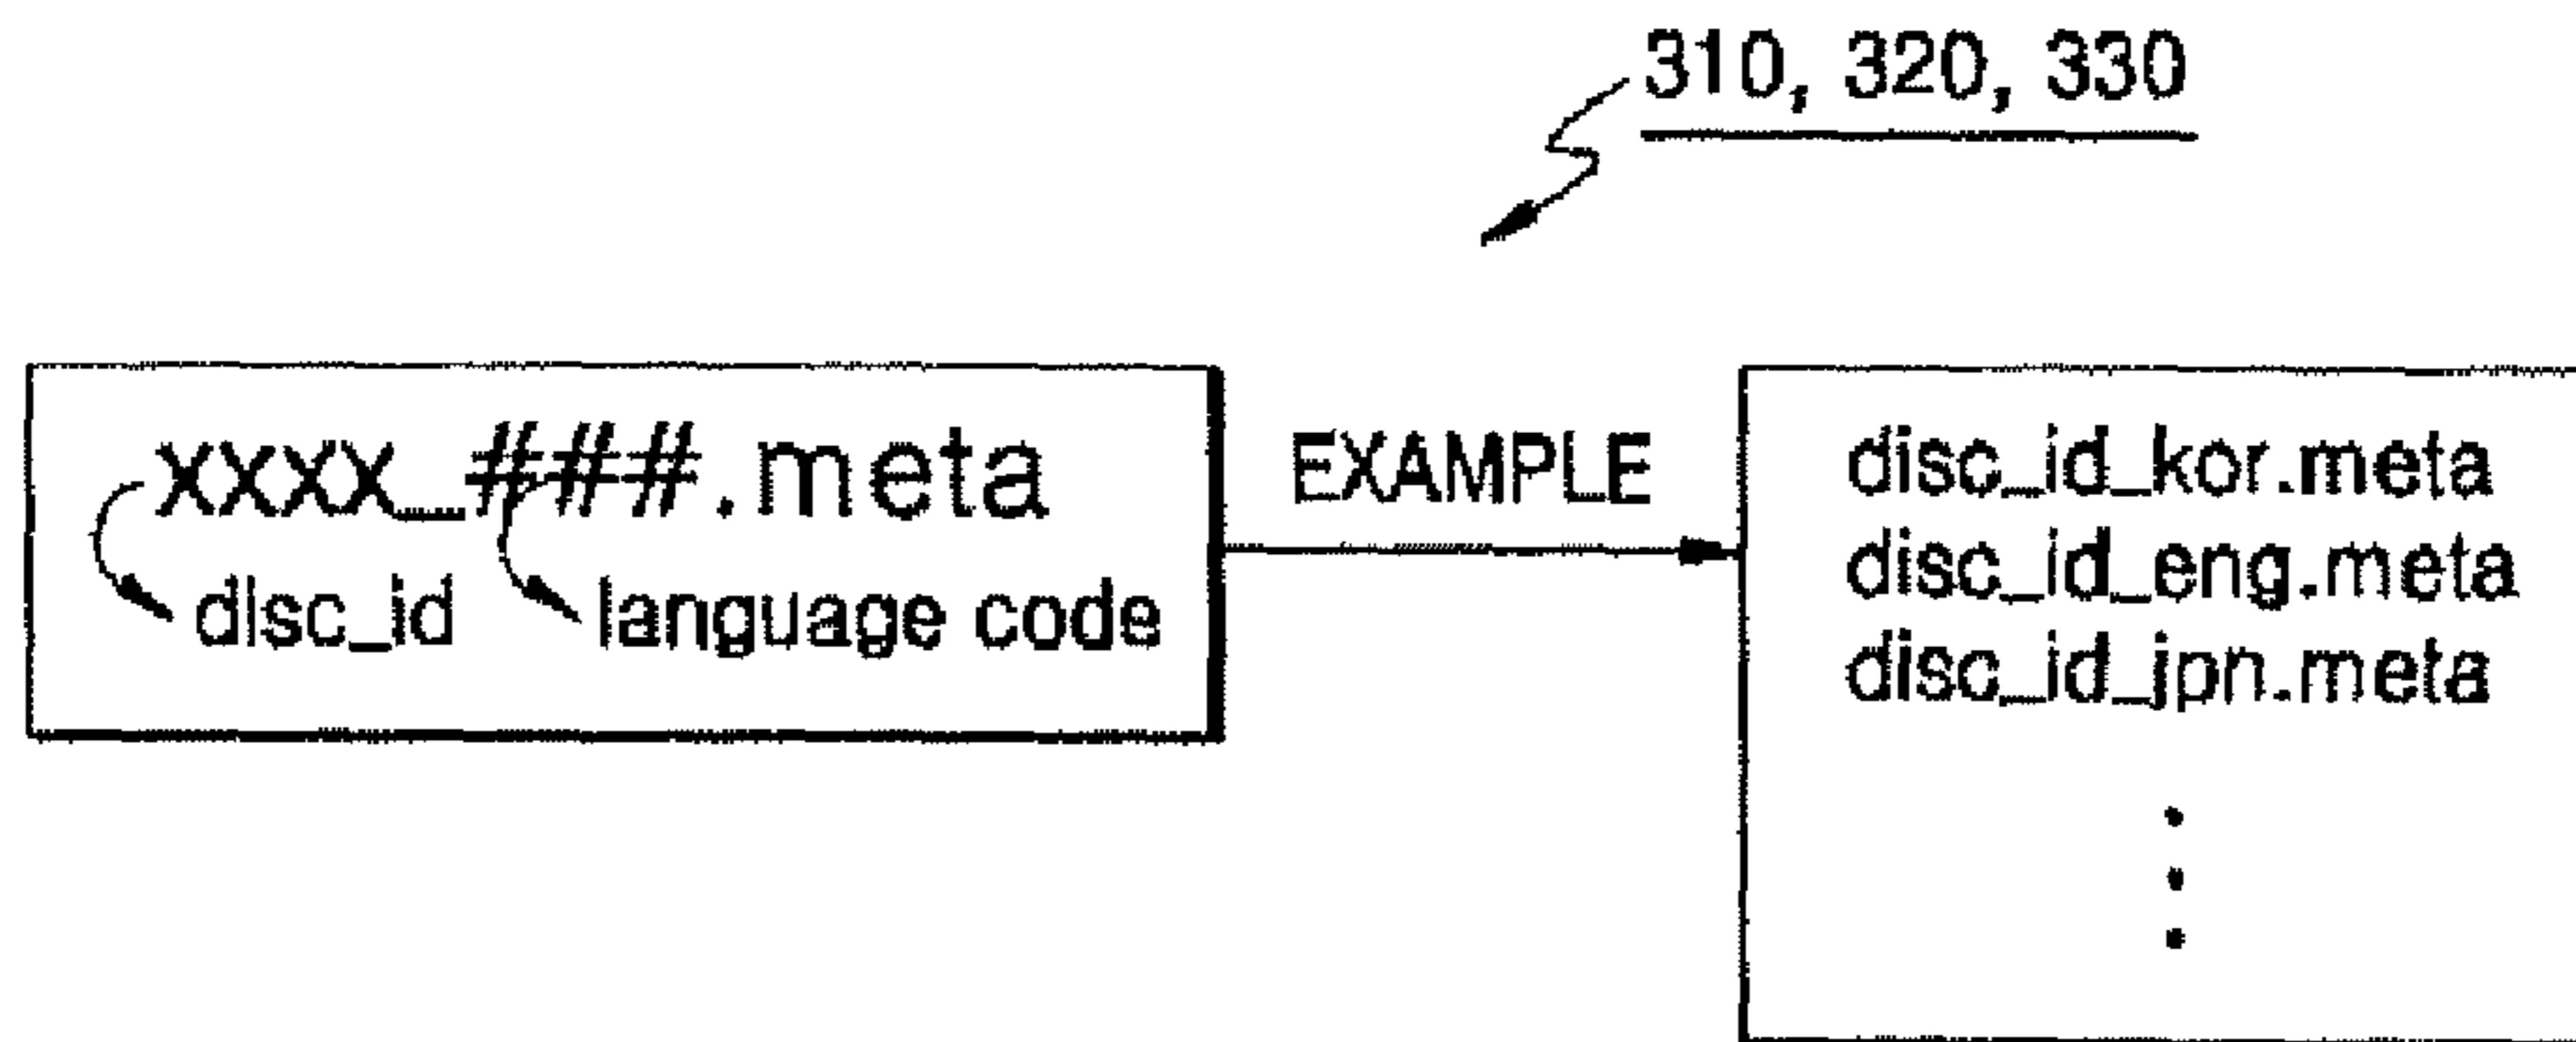 310, 320, 330
xxxx_###.meta
disc_id
language code
EXAMPLE
disc_id_kor.meta
disc_id_eng.meta
disc_id_jpn.meta